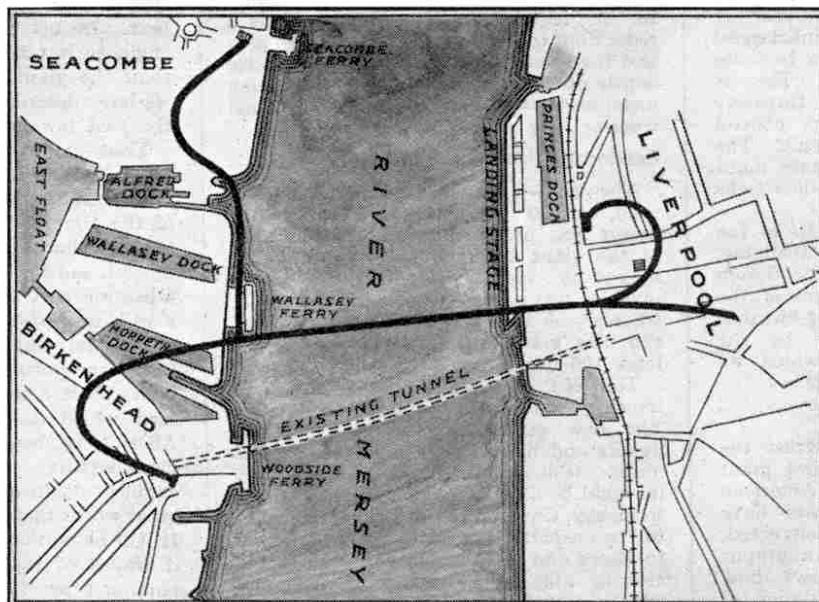 SEACOMBE
SEACOMBE
FERRY
EAST FLOAT
ALFRED
DOCK
WALLASEY DOCK
MORPETH
DOCK
BIRKENHEAD
WALLASEY
FERRY
WOODSIDE
FERRY
RIVER
MERSEY
EXISTING TUNNEL
LANDING STAGE
PRINCES DOCK
LIVERPOOL